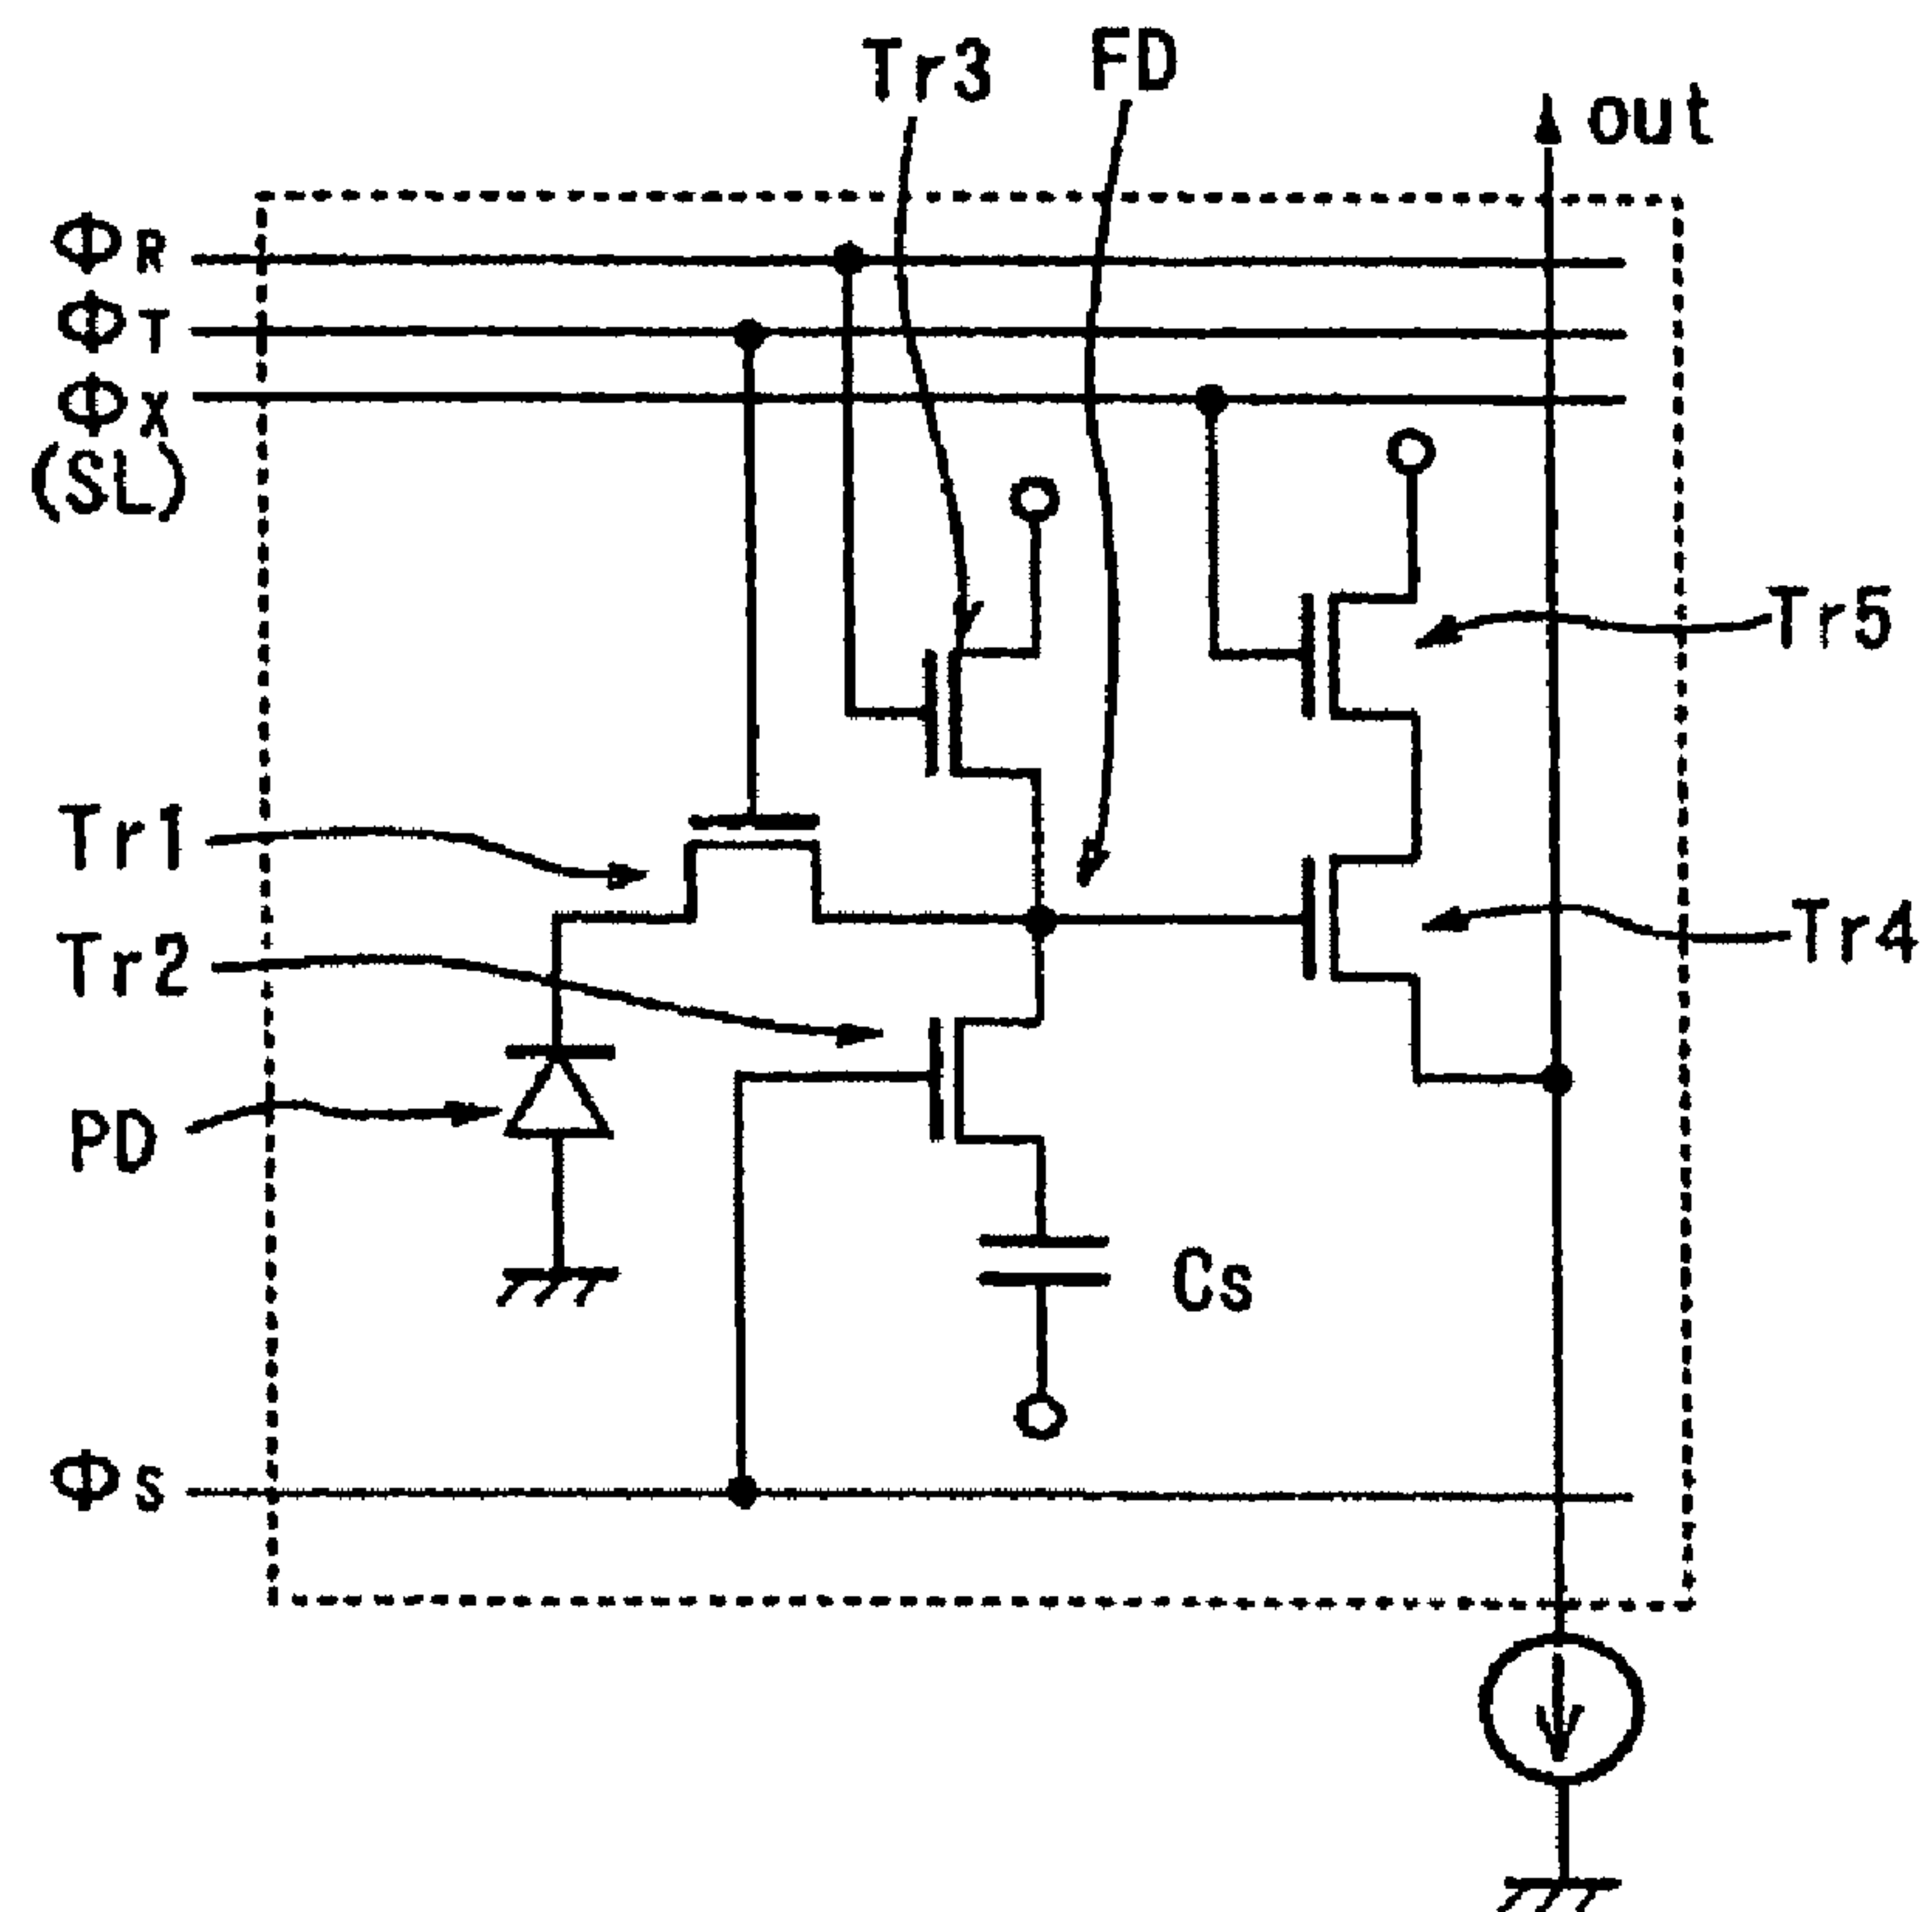 Tr3
FD
out
ΦR
ΦT
ΦX
(SL)
Tr5
Tr1
Tr4
Tr2
PD
Cs
Φs